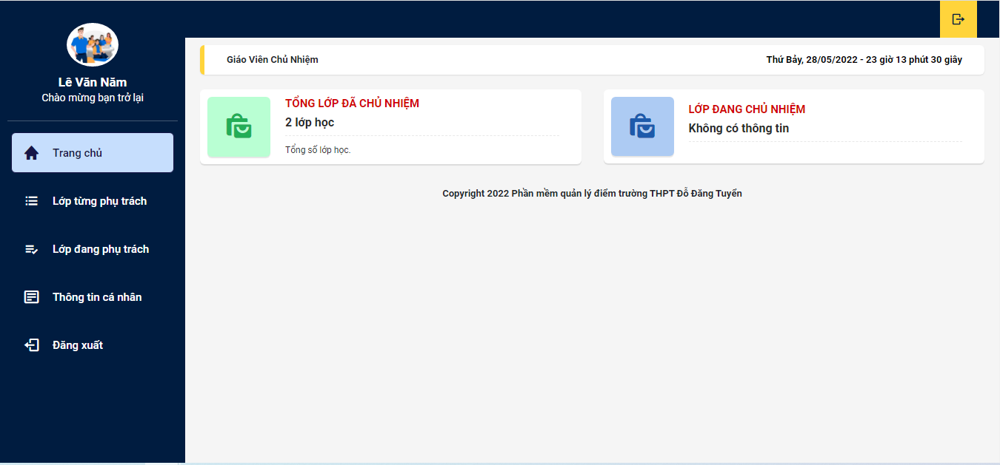 Lê Văn Năm
Chào mừng bạn trở lại
Trang chủ
Lớp từng phụ trách
Lớp đang phụ trách
Thông tin cá nhân
Đăng xuất
Giáo Viên Chủ Nhiệm
Thứ Bảy, 28/05/2022 - 23 giờ 13 phút 30 giây
TỔNG LỚP ĐÃ CHỦ NHIỆM
2 lớp học
Tổng số lớp học.
LỚP ĐANG CHỦ NHIỆM
Không có thông tin
Copyright 2022 Phần mềm quản lý điểm trường THPT Đỗ Đăng Tuyển